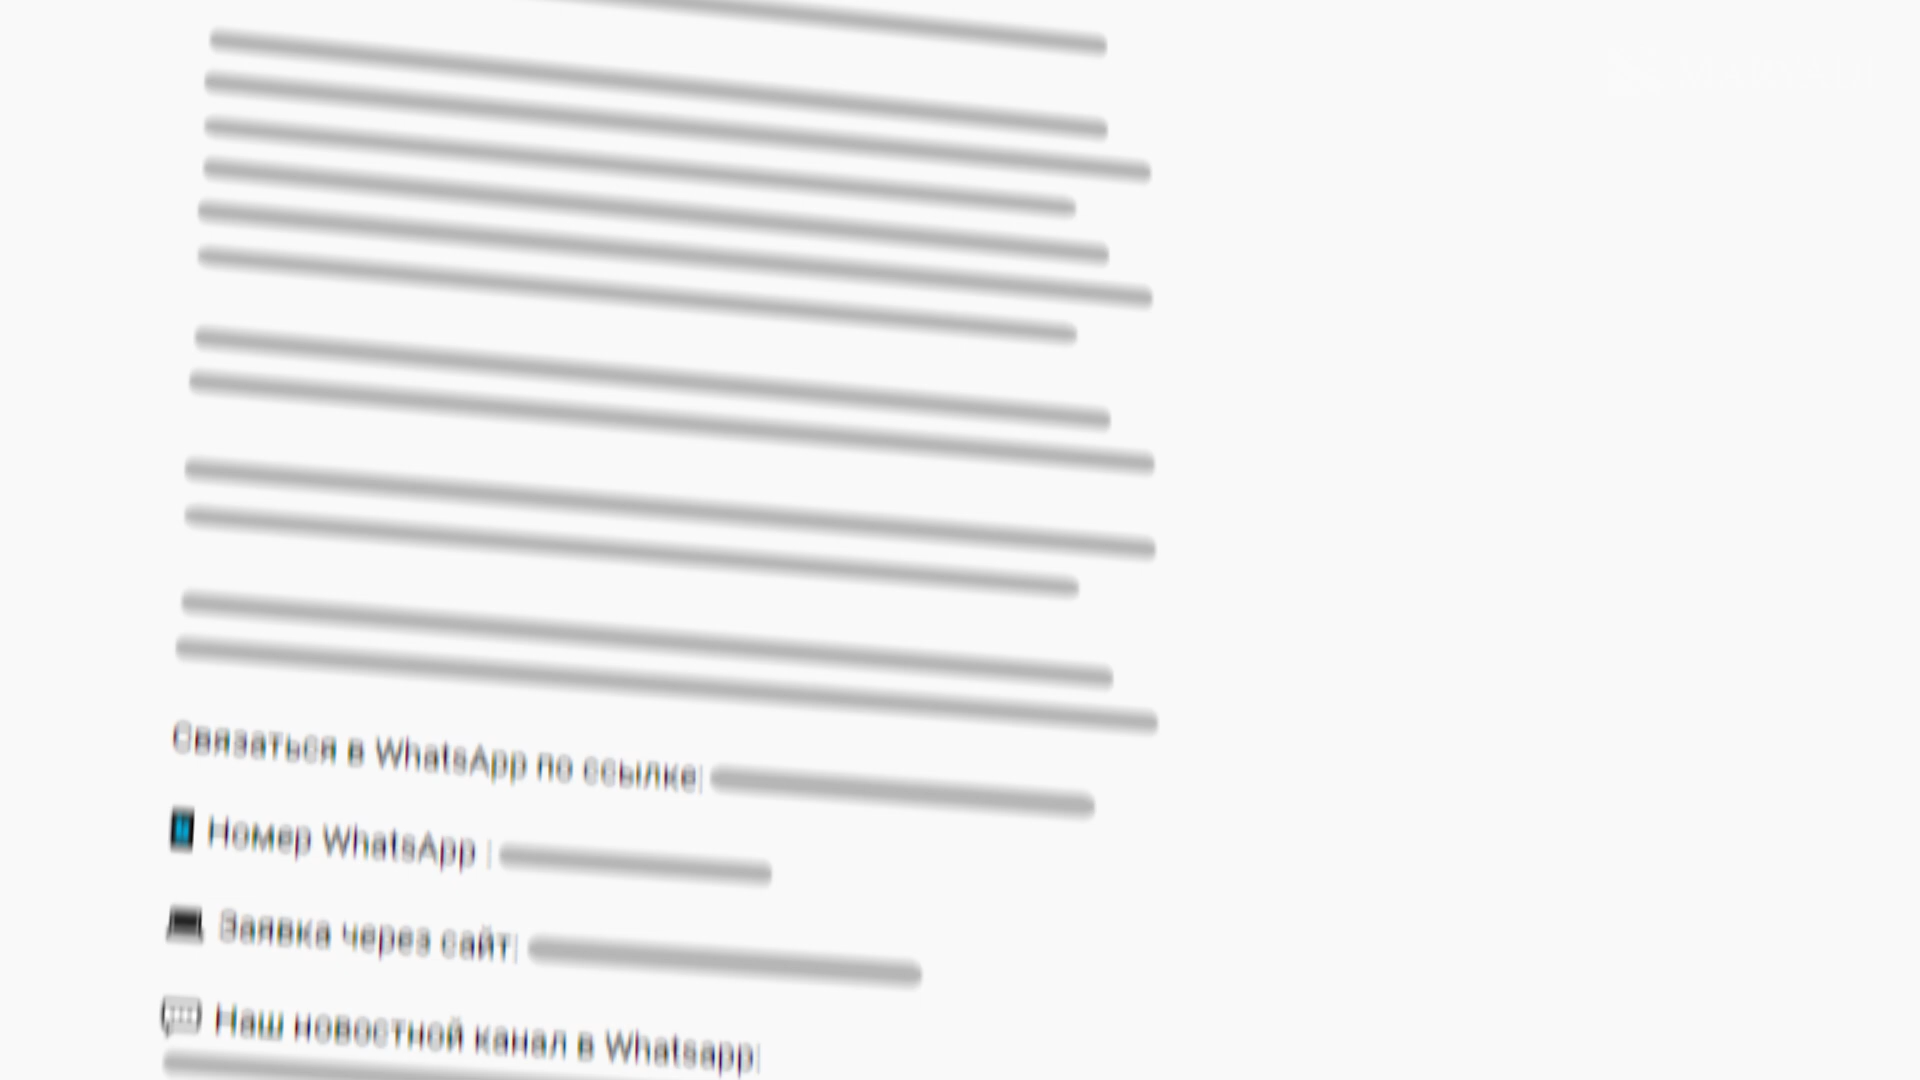 Связаться в WhatsApp по ссылке:
📱 Номер WhatsApp :
💻 Заявка через сайт:
💬 Наш новостной канал в Whatsapp: